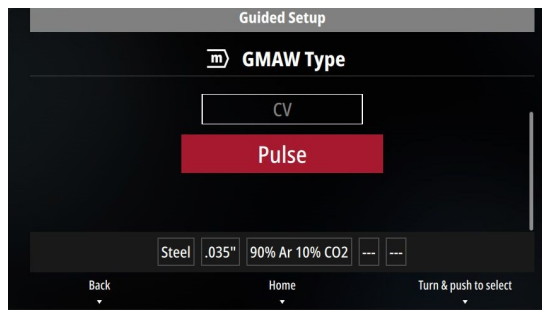 Guided Setup
m GMAW Type
CV
Pulse
Steel .035" 90% Ar 10% CO2 --- ---
Back Home Turn & push to select